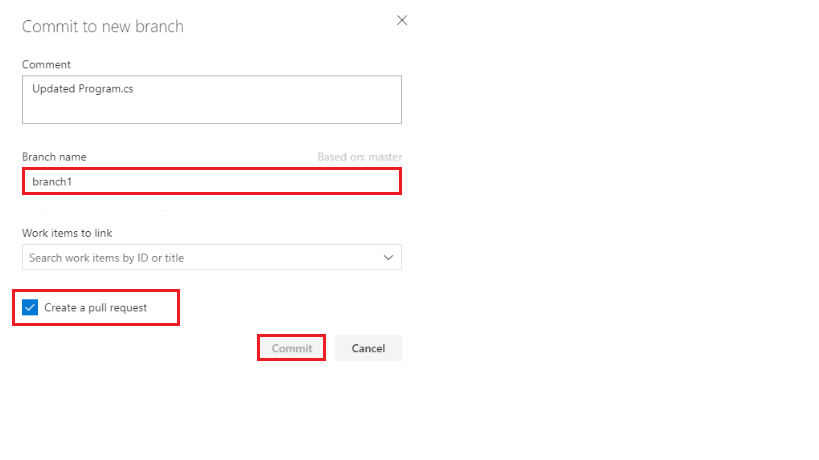 Commit to new branch
Comment
Updated Program.cs
Branch name Based on: master
branch1
Work items to link
Search work items by ID or title
Create a pull request
Commit Cancel